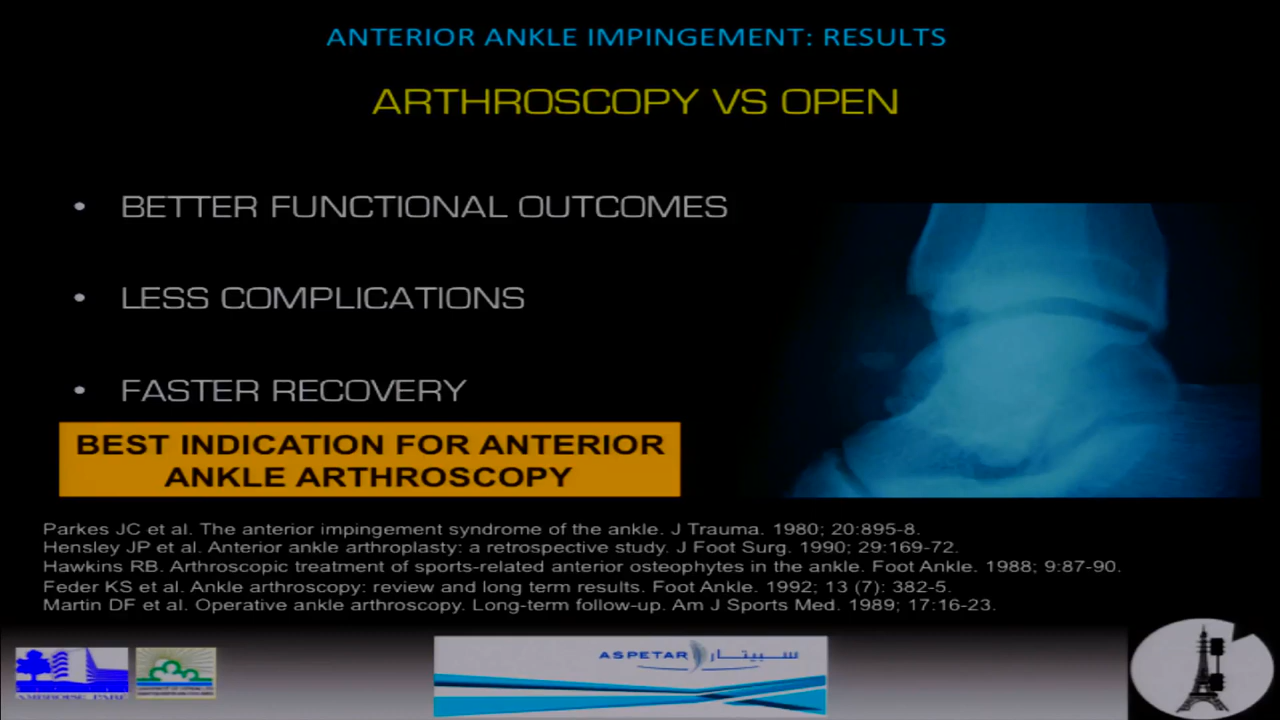 ANTERIOR ANKLE IMPINGEMENT: RESULTS
ARTHROSCOPY VS OPEN
• BETTER FUNCTIONAL OUTCOMES
• LESS COMPLICATIONS
• FASTER RECOVERY
BEST INDICATION FOR ANTERIOR
ANKLE ARTHROSCOPY
Parkes JC et al. The anterior impingement syndrome of the ankle. J Trauma. 1980; 20:895-8.
Hensley JP et al. Anterior ankle arthroplasty: a retrospective study. J Foot Surg. 1990; 29:169-72.
Hawkins RB. Arthroscopic treatment of sports-related anterior osteophytes in the ankle. Foot Ankle. 1988; 9:87-90.
Feder KS et al. Ankle arthroscopy: review and long term results. Foot Ankle. 1992; 13 (7): 382-5.
Martin DF et al. Operative ankle arthroscopy. Long-term follow-up. Am J Sports Med. 1989; 17:16-23.
ASPETAR سبيتار